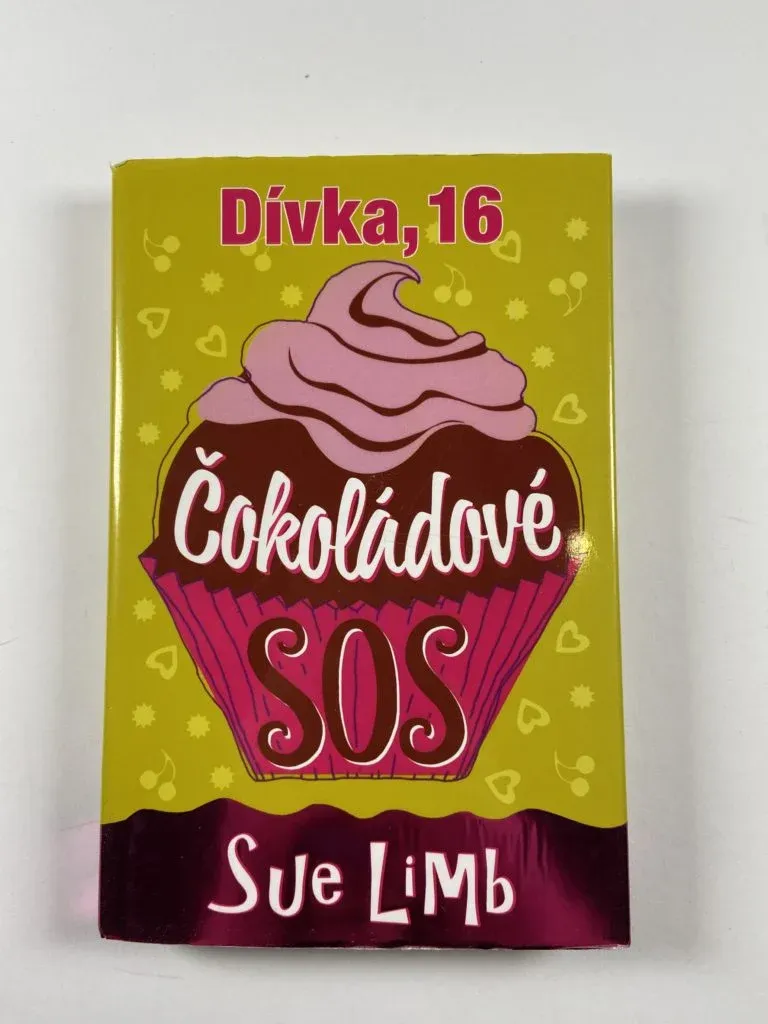 Dívka, 16
Čokoládové
SOS
Sue Limb